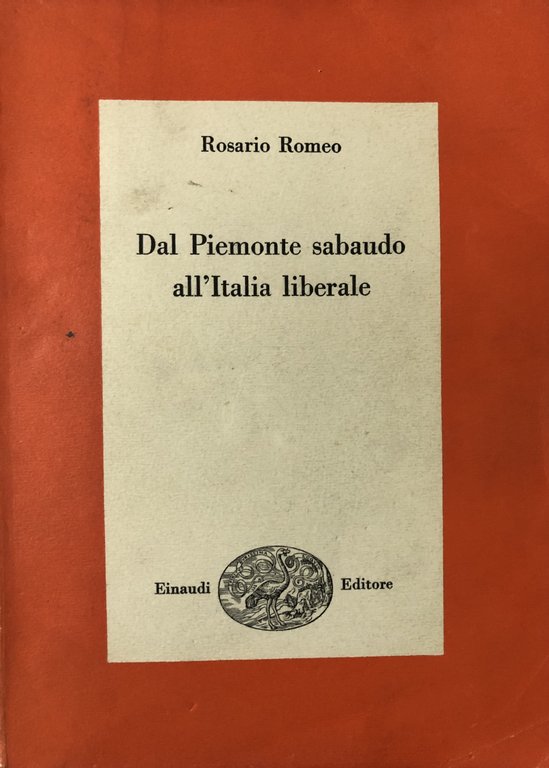 Rosario Romeo
Dal Piemonte sabaudo
all'Italia liberale
Einaudi Editore